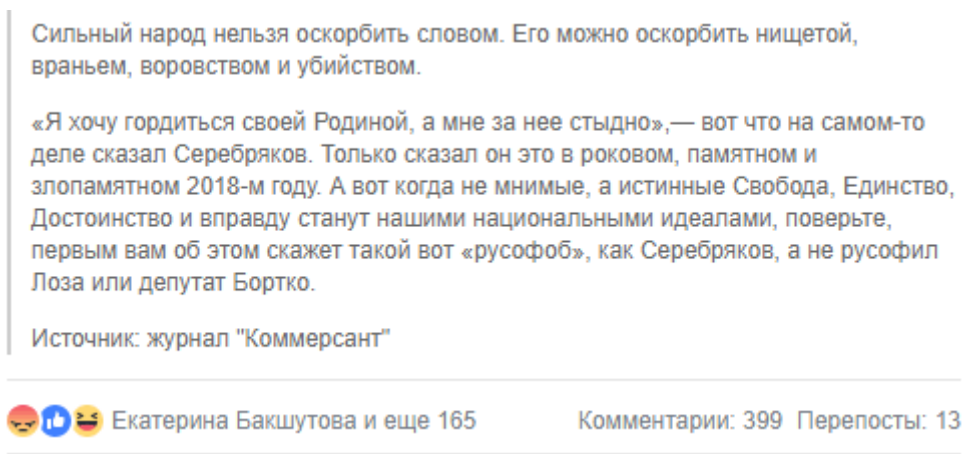 Сильный народ нельзя оскорбить словом. Его можно оскорбить нищетой,
враньем, воровством и убийством.
«Я хочу гордиться своей Родиной, а мне за нее стыдно»,— вот что на самом-то
деле сказал Серебряков. Только сказал он это в роковом, памятном и
злопамятном 2018-м году. А вот когда не мнимые, а истинные Свобода, Единство,
Достоинство и вправду станут нашими национальными идеалами, поверьте,
первым вам об этом скажет такой вот «русофоб», как Серебряков, а не русофил
Лоза или депутат Бортко.
Источник: журнал "Коммерсант"
Екатерина Бакшутова и еще 165 Комментарии: 399 Перепосты: 13